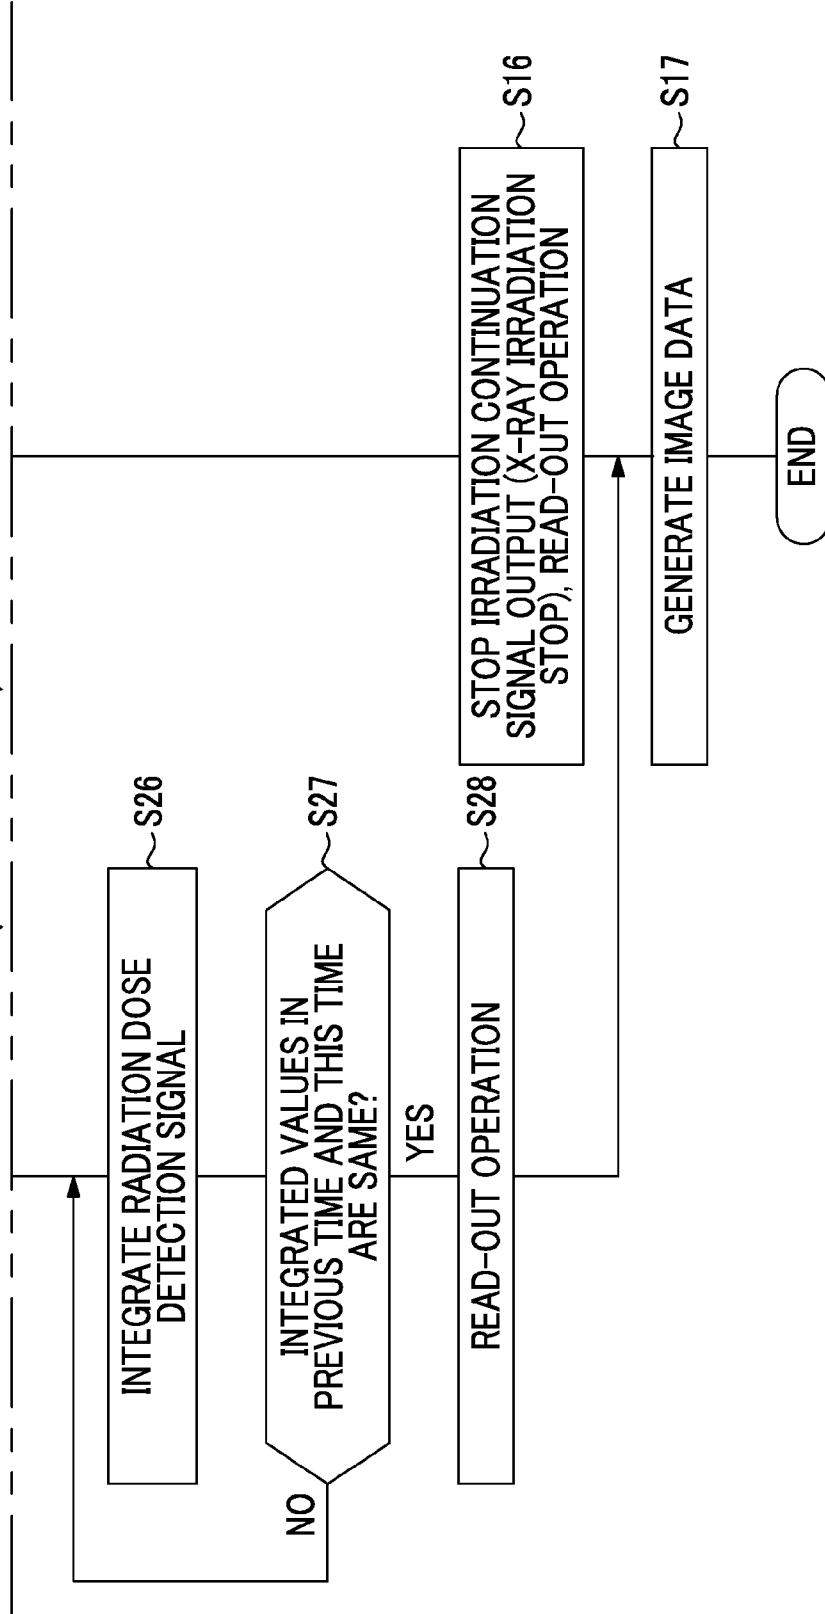 INTEGRATE RADIATION DOSE
DETECTION SIGNAL
S26
INTEGRATED VALUES IN
PREVIOUS TIME AND THIS TIME
ARE SAME?
S27
NO
YES
READ-OUT OPERATION
S28
STOP IRRADIATION CONTINUATION
SIGNAL OUTPUT (X-RAY IRRADIATION
STOP), READ-OUT OPERATION
S16
GENERATE IMAGE DATA
S17
END